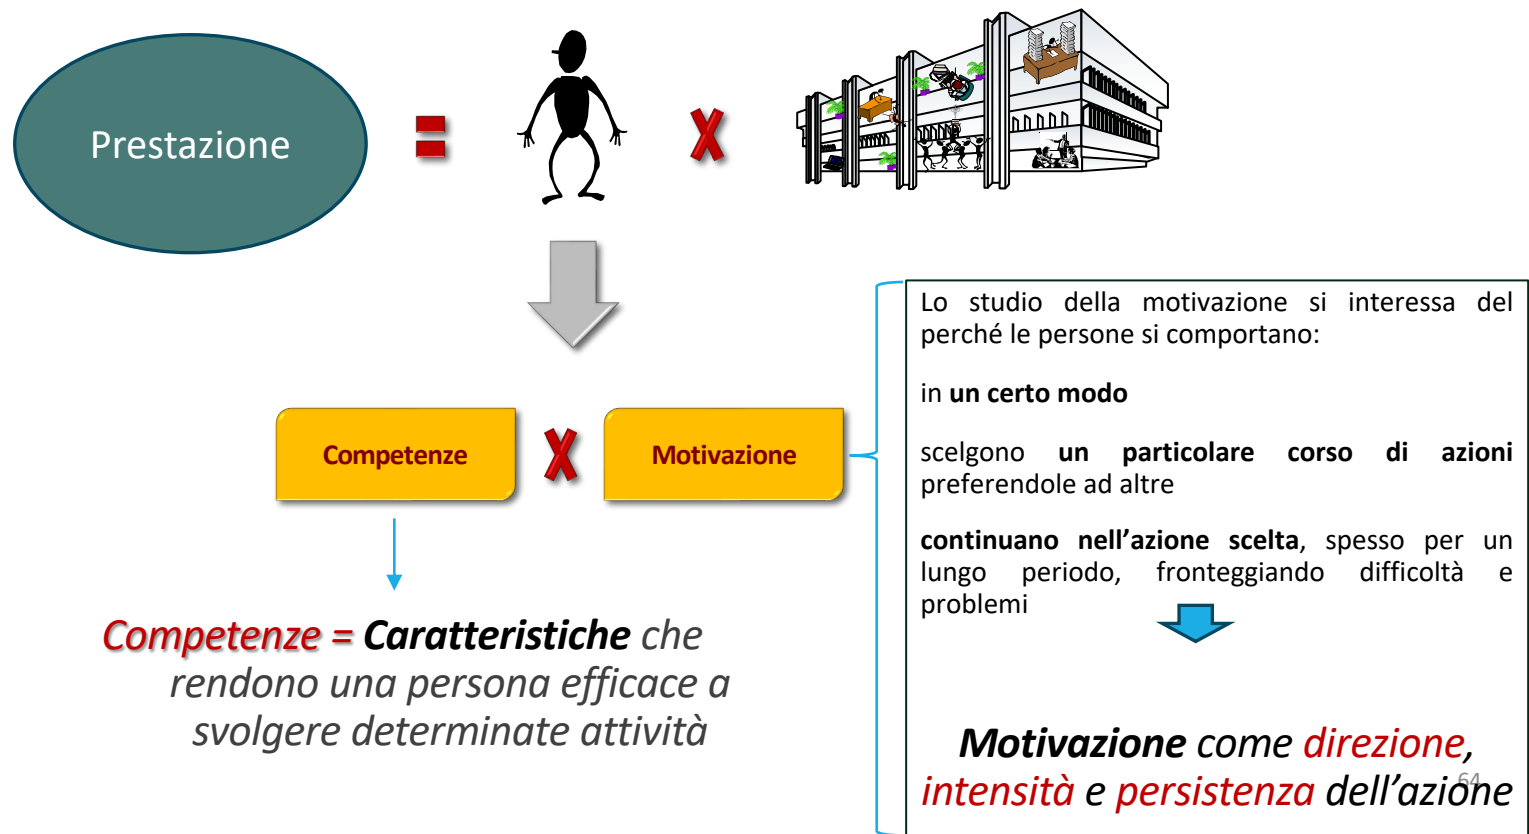 Prestazione
=
X
Competenze
X
Motivazione
Competenze = Caratteristiche che
rendono una persona efficace a
svolgere determinate attività
Lo studio della motivazione si interessa del
perché le persone si comportano:
in un certo modo
scelgono un particolare corso di azioni
preferendole ad altre
continuano nell’azione scelta, spesso per un
lungo periodo, fronteggiando difficoltà e
problemi
Motivazione come direzione,
intensità e persistenza dell’azione
64